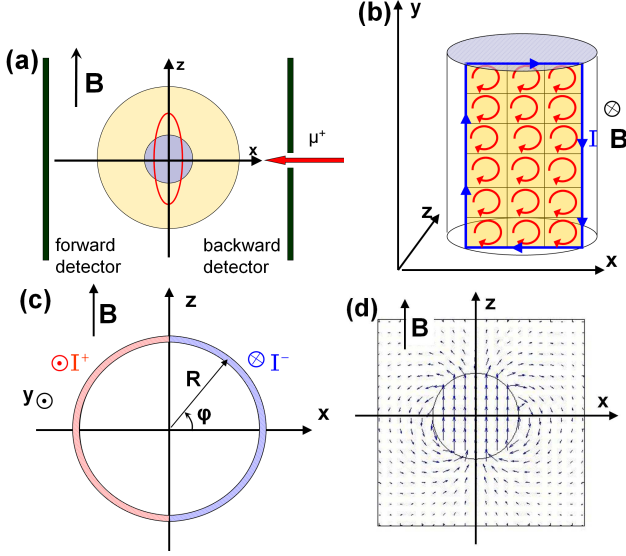 (a)
B
z
x
μ⁺
forward
detector
backward
detector
(b)
y
I
B
z
x
(c)
B
z
I⁺
I⁻
y
R
φ
x
(d)
B
z
x